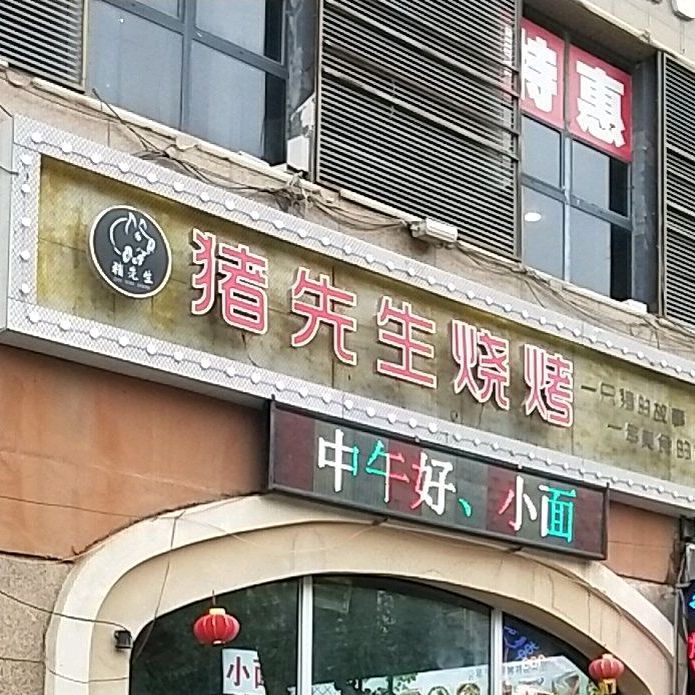 特惠
猪先生
猪先生烧烤
一只猪的故事
中午好、小面
小面